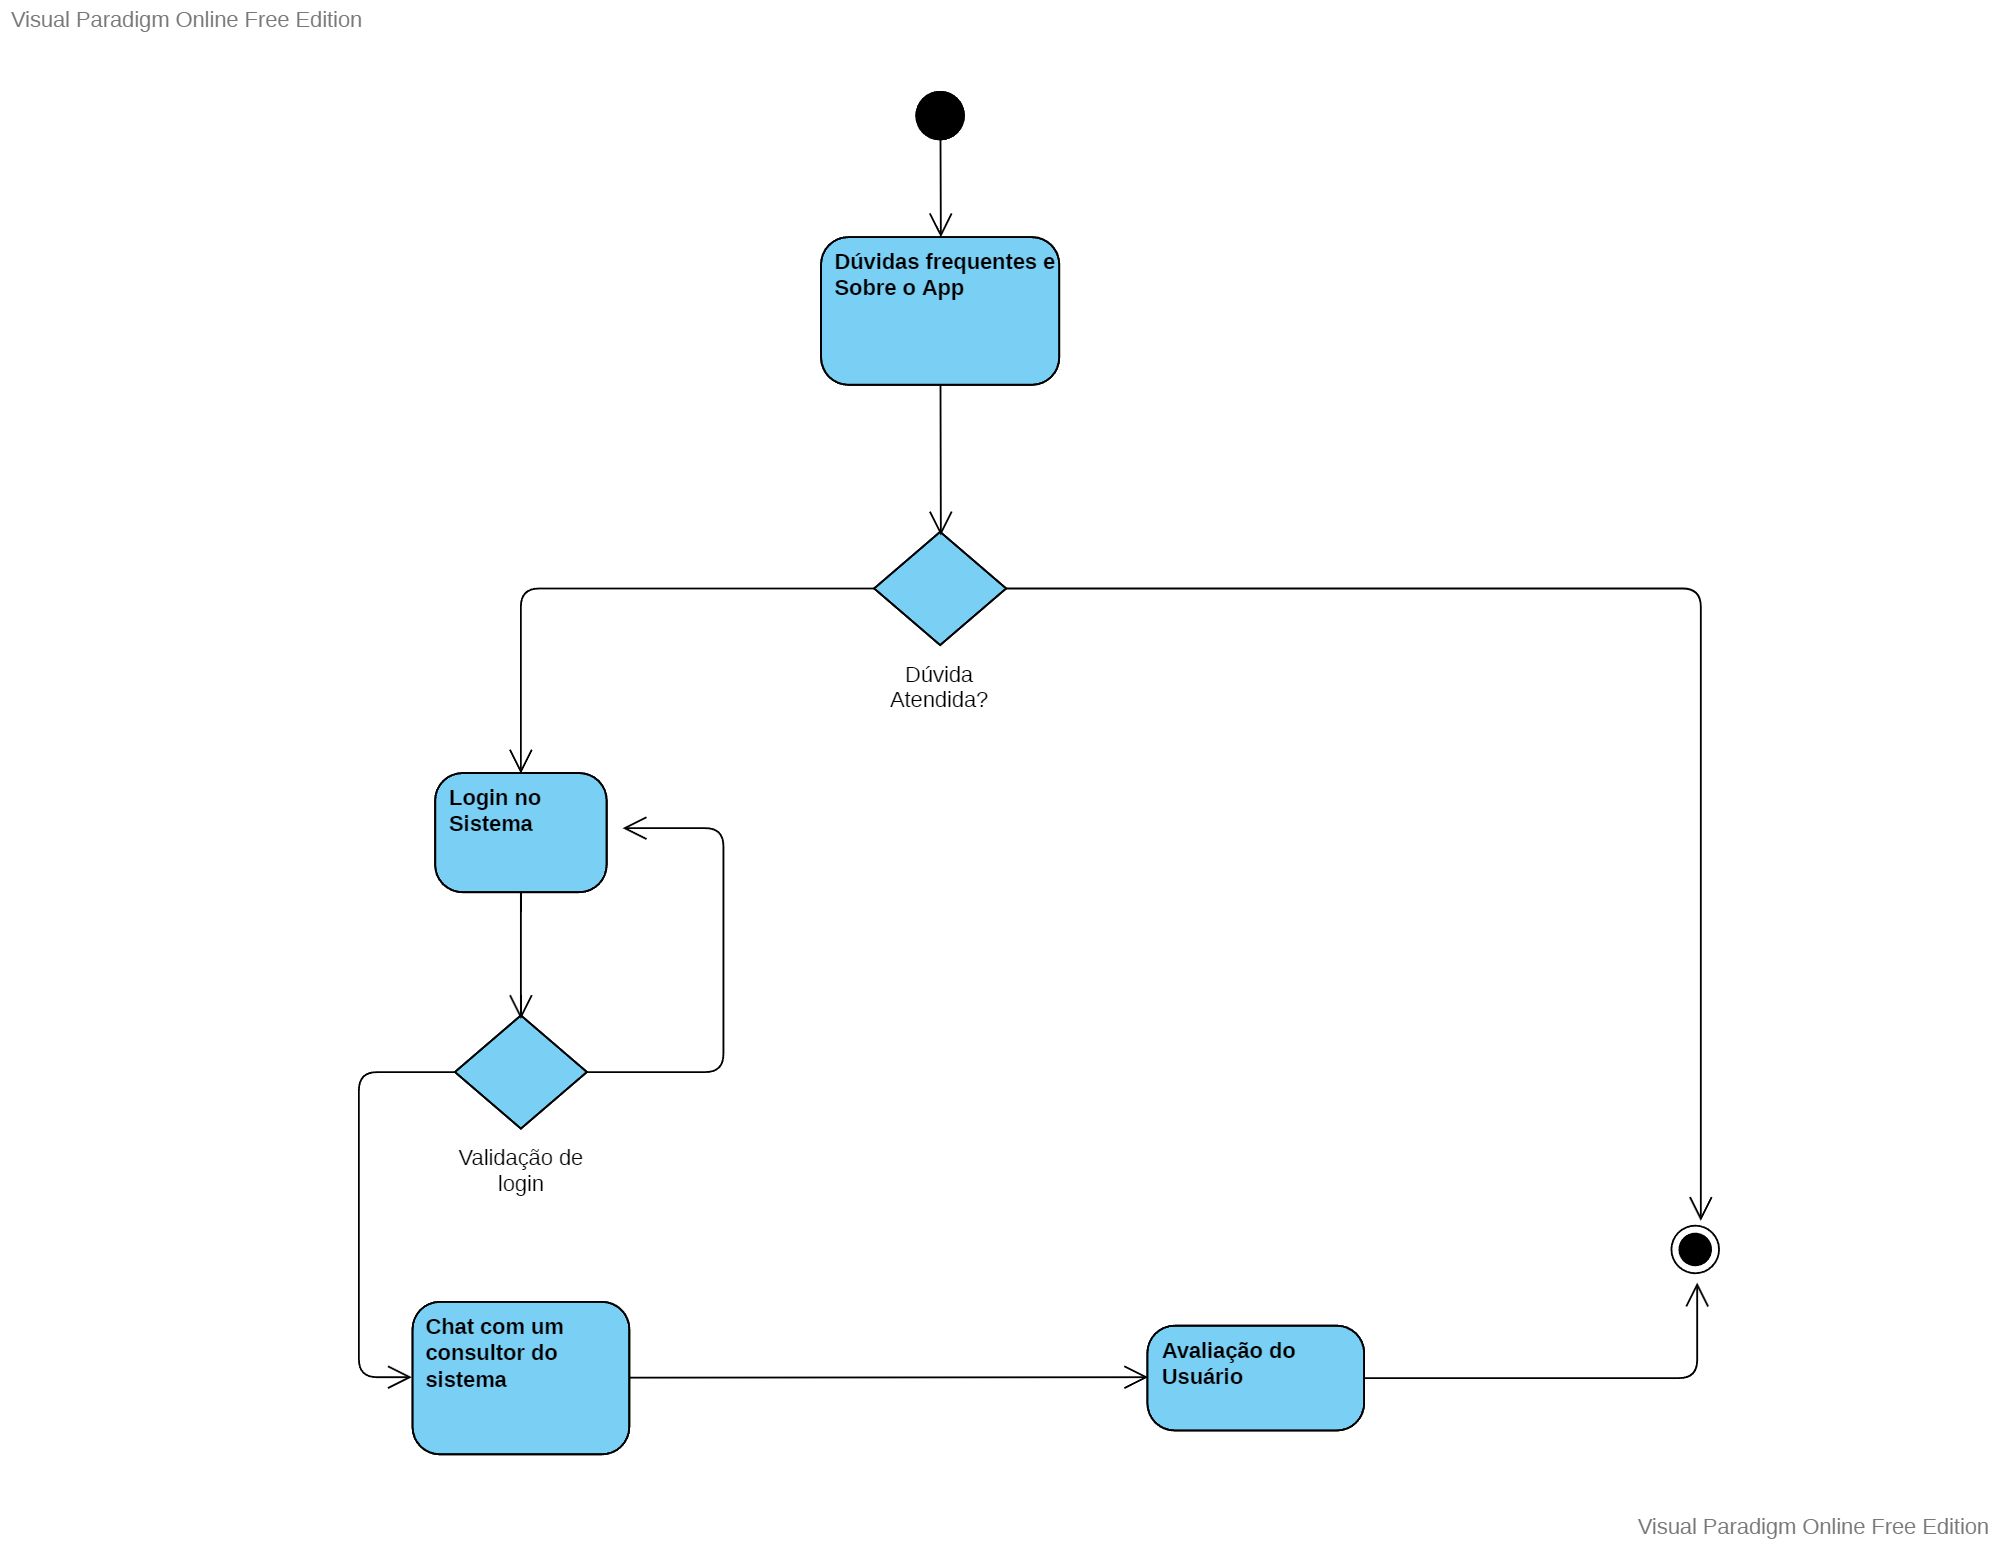 Visual Paradigm Online Free Edition
Dúvidas frequentes e
Sobre o App
Dúvida
Atendida?
Login no
Sistema
Validação de
login
Chat com um
consultor do
sistema
Avaliação do
Usuário
Visual Paradigm Online Free Edition